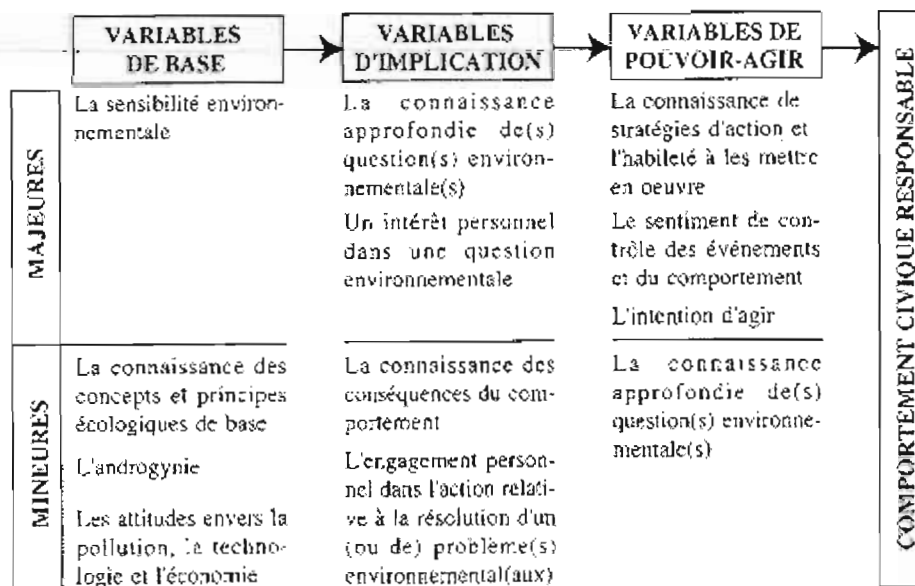 VARIABLES
DE BASE
VARIABLES
D'IMPLICATION
VARIABLES DE
POUVOIR-AGIR
COMPORTEMENT CIVIQUE RESPONSABLE
MAJEURES
La sensibilité environ-
nementale
La connaissance
approfondie de(s)
question(s) environ-
nementale(s)
Un intérêt personnel
dans une question
environnementale
La connaissance de
stratégies d'action et
l'habileté à les mettre
en oeuvre
Le sentiment de con-
trôle des événements
et du comportement
L'intention d'agir
MINEURES
La connaissance des
concepts et principes
écologiques de base
L'androgynie
Les attitudes envers la
pollution, la techno-
logie et l'économie
La connaissance des
conséquences du com-
portement
L'engagement person-
nel dans l'action relati-
ve à la résolution d'un
(ou de) problème(s)
environnemental(aux)
La connaissance
approfondie de(s)
question(s) environne-
mentale(s)